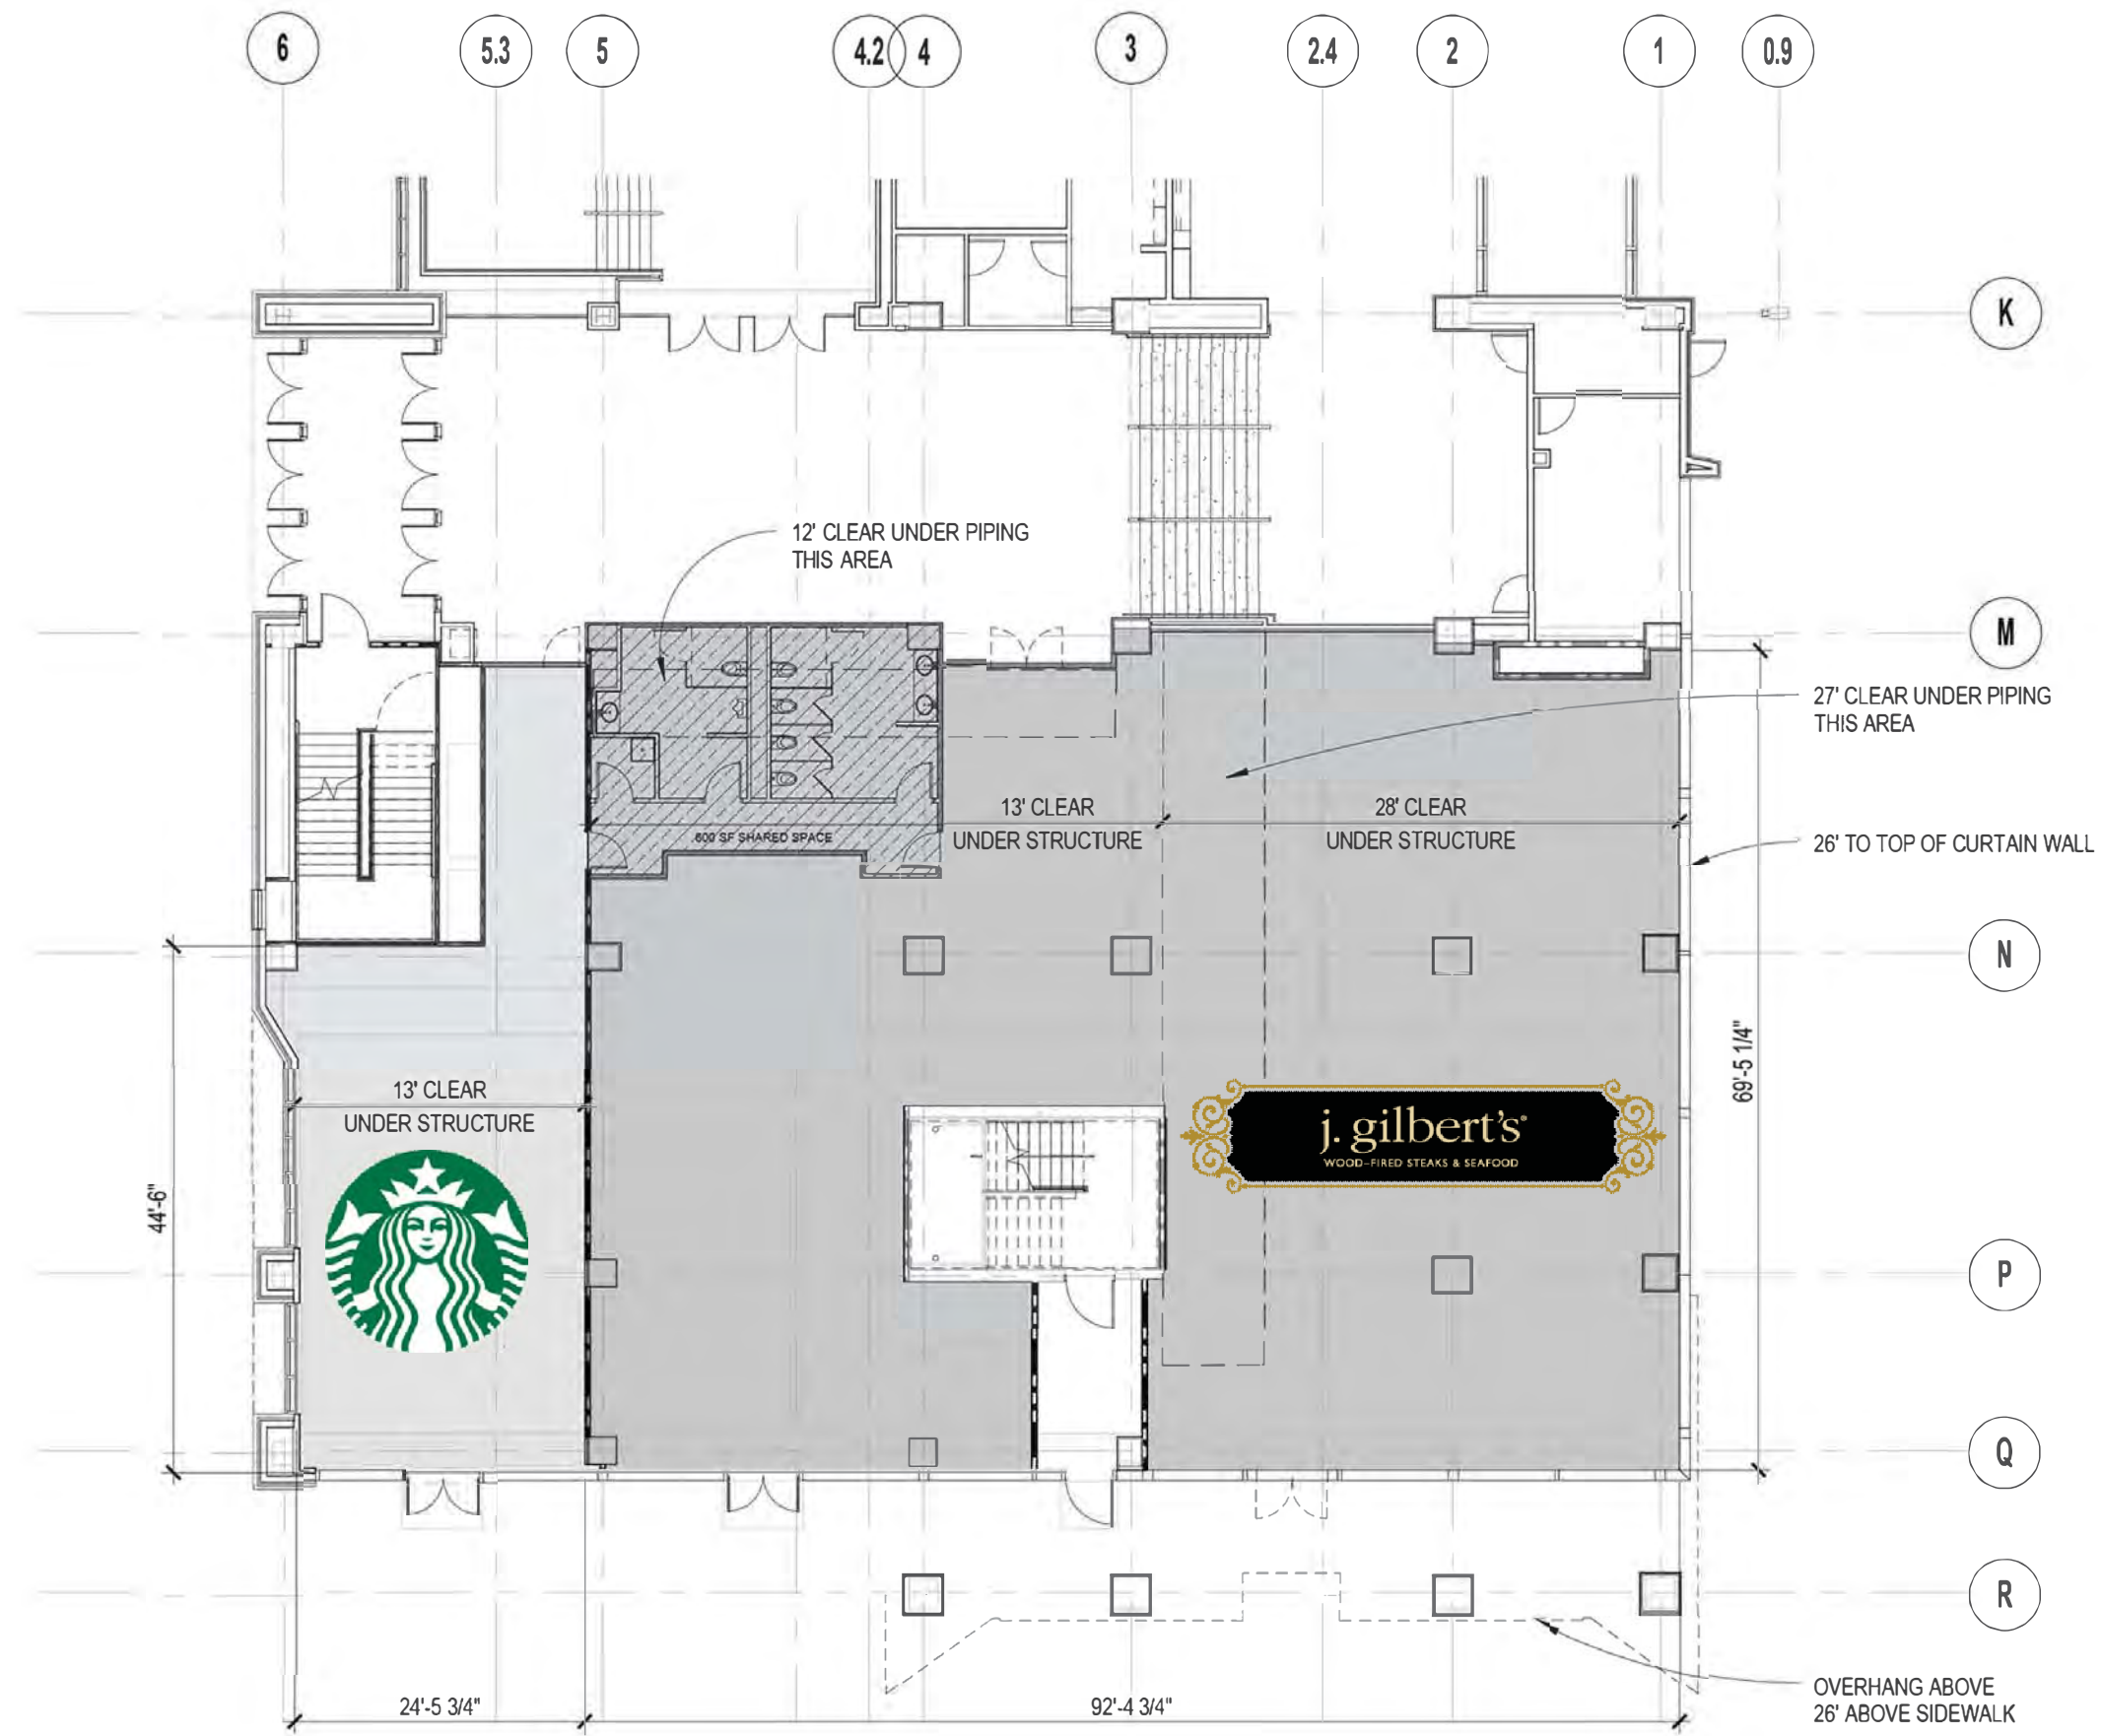 6
5.3
5
4.2
4
3
2.4
2
1
0.9
K
12' CLEAR UNDER PIPING
THIS AREA
M
27' CLEAR UNDER PIPING
THIS AREA
13' CLEAR
UNDER STRUCTURE
28' CLEAR
UNDER STRUCTURE
600 SF SHARED SPACE
26' TO TOP OF CURTAIN WALL
N
69'-5 1/4"
13' CLEAR
UNDER STRUCTURE
j. gilbert's®
WOOD-FIRED STEAKS & SEAFOOD
44'-6"
P
Q
R
OVERHANG ABOVE
26' ABOVE SIDEWALK
24'-5 3/4"
92'-4 3/4"